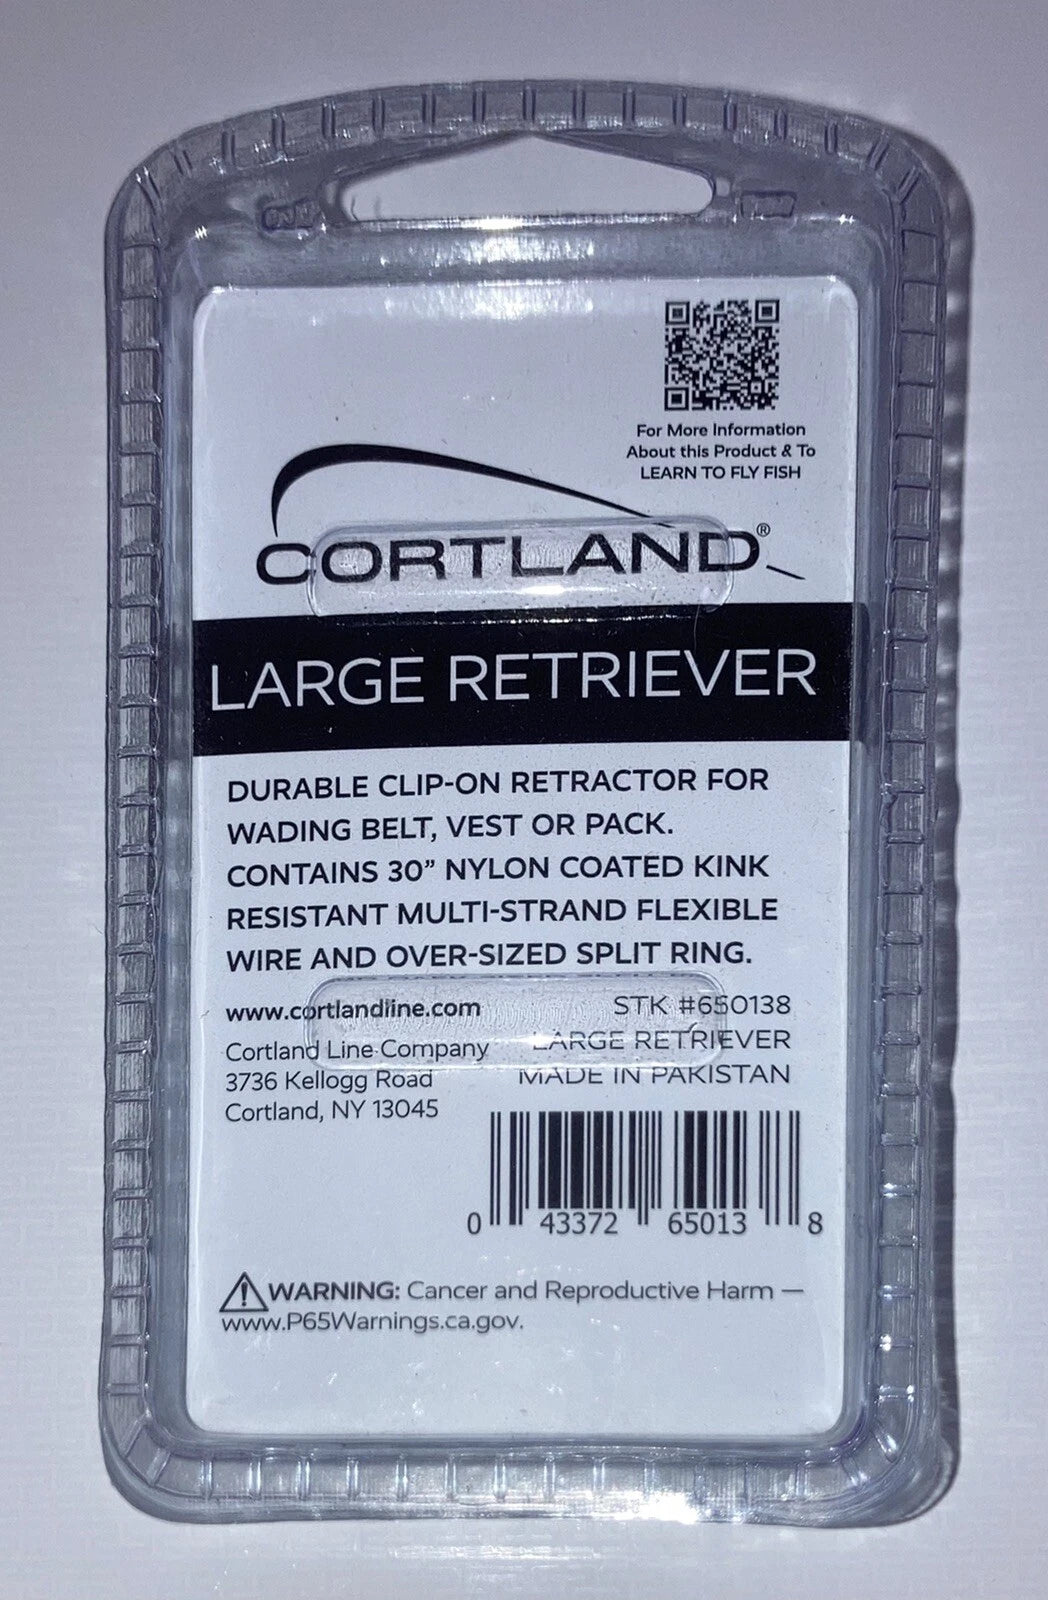 For More Information
About this Product & To
LEARN TO FLY FISH
CORTLAND®
LARGE RETRIEVER
DURABLE CLIP-ON RETRACTOR FOR
WADING BELT, VEST OR PACK.
CONTAINS 30” NYLON COATED KINK
RESISTANT MULTI-STRAND FLEXIBLE
WIRE AND OVER-SIZED SPLIT RING.
www.cortlandline.com
Cortland Line Company
3736 Kellogg Road
Cortland, NY 13045
STK #650138
LARGE RETRIEVER
MADE IN PAKISTAN
0 43372 65013 8
⚠WARNING: Cancer and Reproductive Harm —
www.P65Warnings.ca.gov.